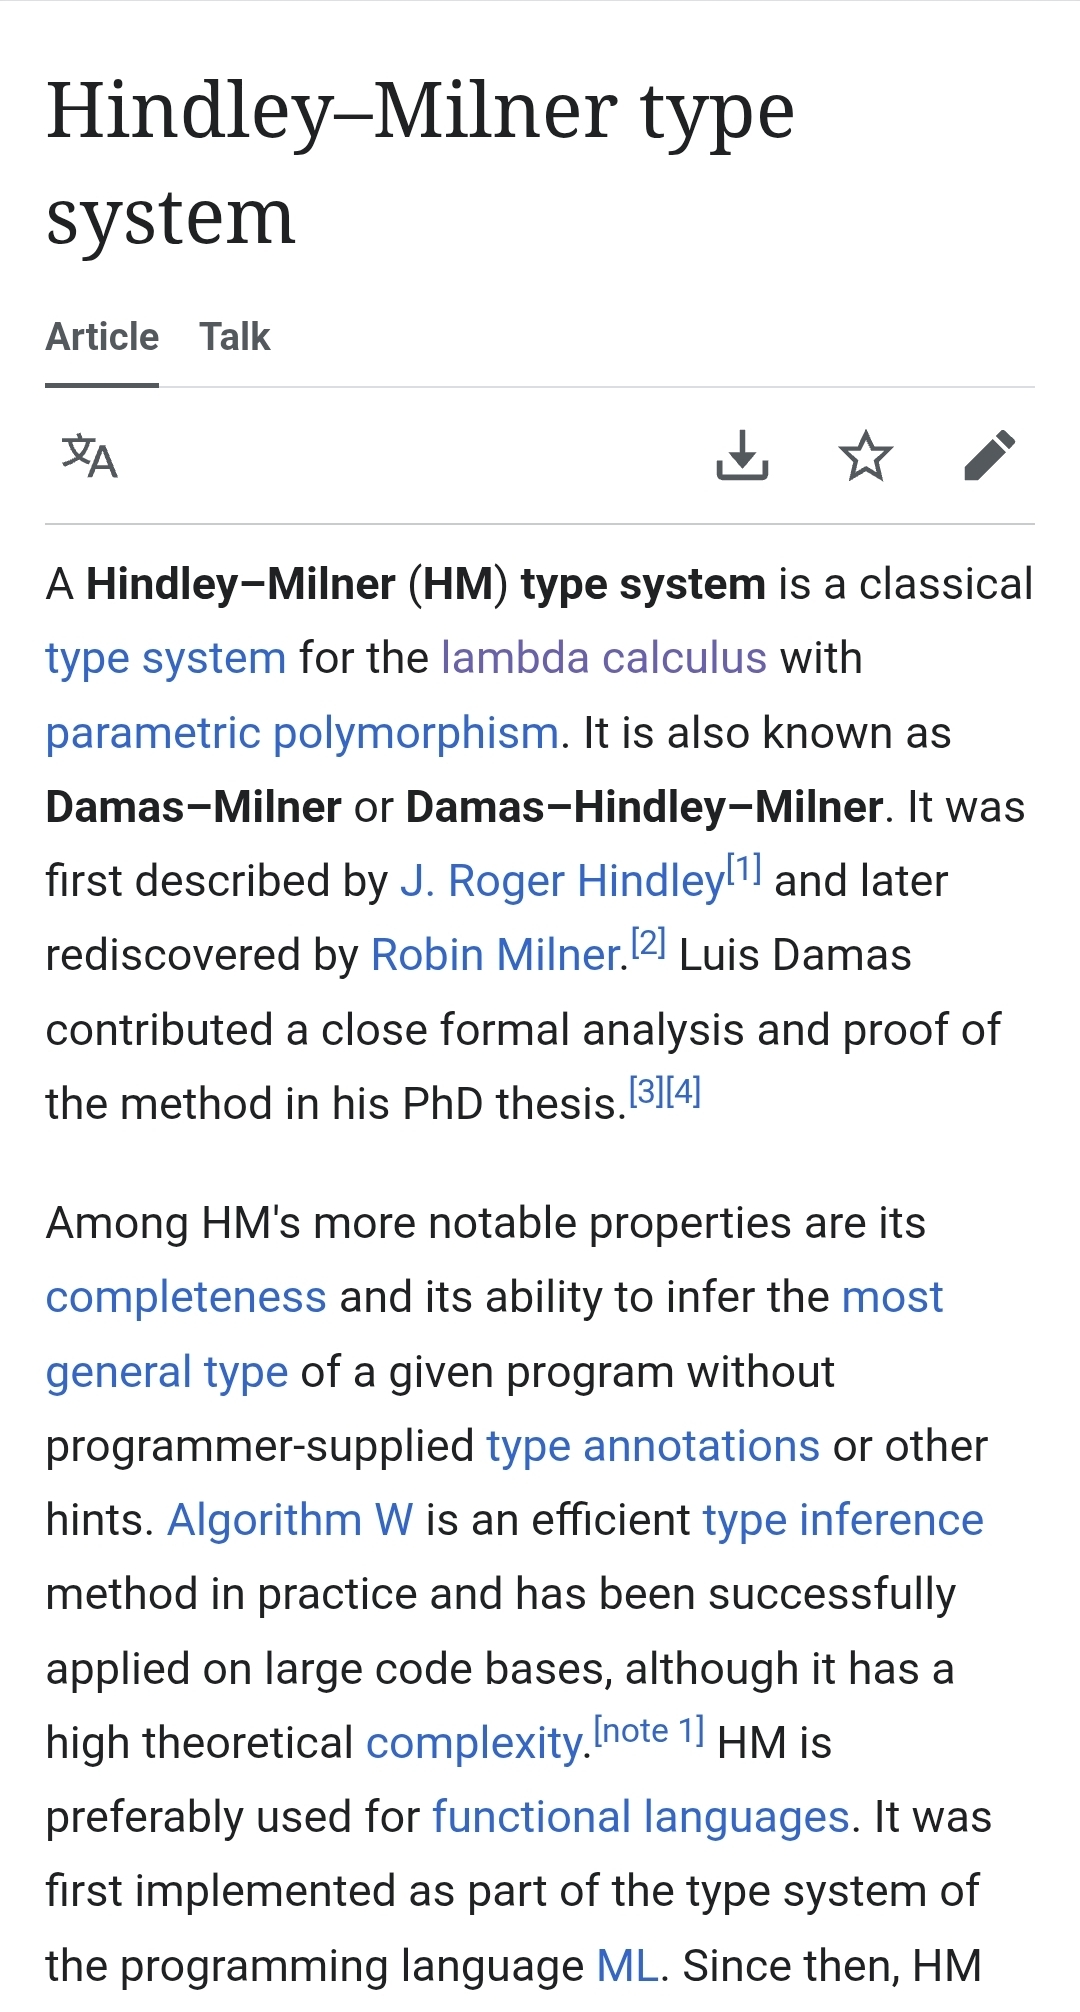 Hindley–Milner type
system
Article Talk
文A
A Hindley–Milner (HM) type system is a classical
type system for the lambda calculus with
parametric polymorphism. It is also known as
Damas–Milner or Damas–Hindley–Milner. It was
first described by J. Roger Hindley[1] and later
rediscovered by Robin Milner.[2] Luis Damas
contributed a close formal analysis and proof of
the method in his PhD thesis.[3][4]
Among HM's more notable properties are its
completeness and its ability to infer the most
general type of a given program without
programmer-supplied type annotations or other
hints. Algorithm W is an efficient type inference
method in practice and has been successfully
applied on large code bases, although it has a
high theoretical complexity.[note 1] HM is
preferably used for functional languages. It was
first implemented as part of the type system of
the programming language ML. Since then, HM